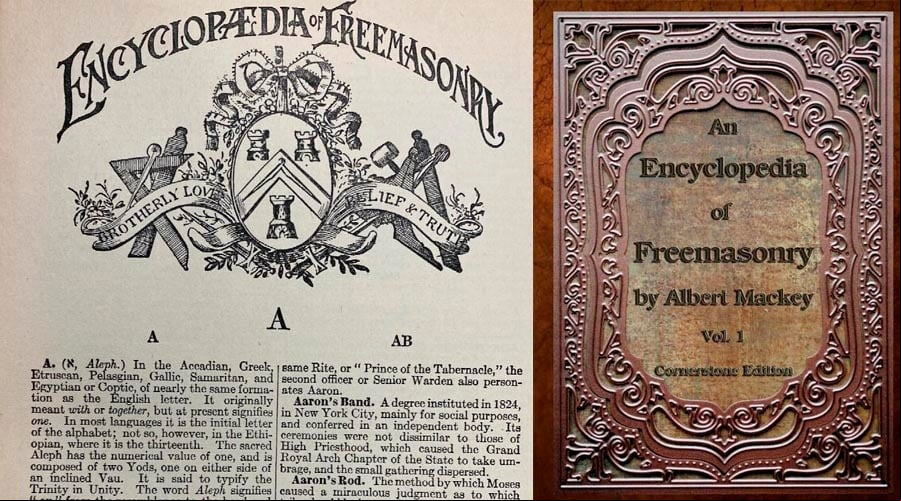 ENCYCLOPÆDIA OF FREEMASONRY
BROTHERLY LOVE
RELIEF & TRUTH
A
A
AB
A. (א, Aleph.) In the Accadian, Greek,
Etruscan, Pelasgian, Gallic, Samaritan, and
Egyptian or Coptic, of nearly the same forma-
tion as the English letter. It originally
meant with or together, but at present signifies
one. In most languages it is the initial letter
of the alphabet; not so, however, in the Ethi-
opian, where it is the thirteenth. The sacred
Aleph has the numerical value of one, and is
composed of two Yods, one on either side of
an inclined Vau. It is said to typify the
Trinity in Unity. The word Aleph signifies
same Rite, or "Prince of the Tabernacle," the
second officer or Senior Warden also person-
ates Aaron.
Aaron's Band. A degree instituted in 1824,
in New York City, mainly for social purposes,
and conferred in an independent body. Its
ceremonies were not dissimilar to those of
High Priesthood, which caused the Grand
Royal Arch Chapter of the State to take um-
brage, and the small gathering dispersed.
Aaron's Rod. The method by which Moses
caused a miraculous judgment as to which
An
Encyclopedia
of
Freemasonry
by Albert Mackey
Vol. 1
Cornerstone Edition